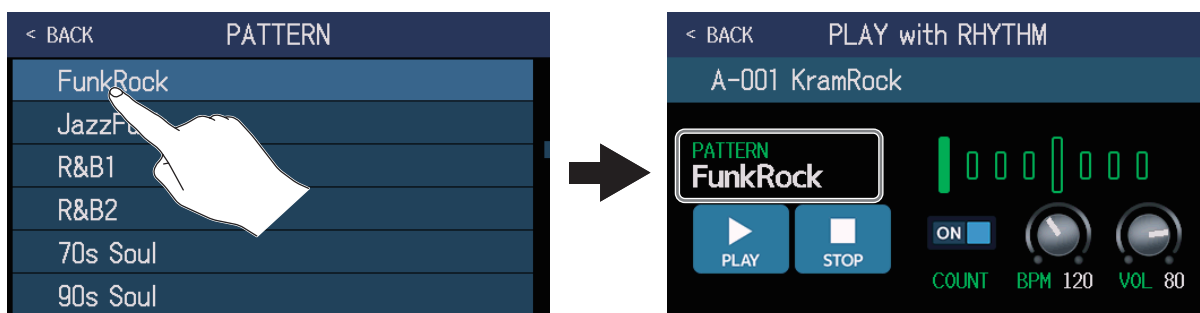 < BACK PATTERN
FunkRock
R&B1
R&B2
70s Soul
90s Soul
< BACK PLAY with RHYTHM
A-001 KramRock
PATTERN
FunkRock
PLAY
STOP
ON
COUNT
BPM 120
VOL 80